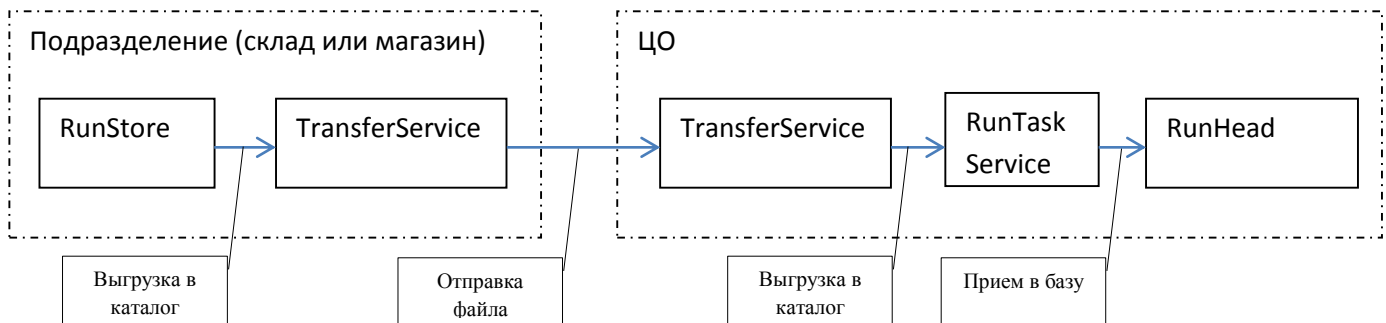 Подразделение (склад или магазин)
ЦО
RunStore
TransferService
TransferService
RunTask
Service
RunHead
Выгрузка в
каталог
Отправка
файла
Выгрузка в
каталог
Прием в базу